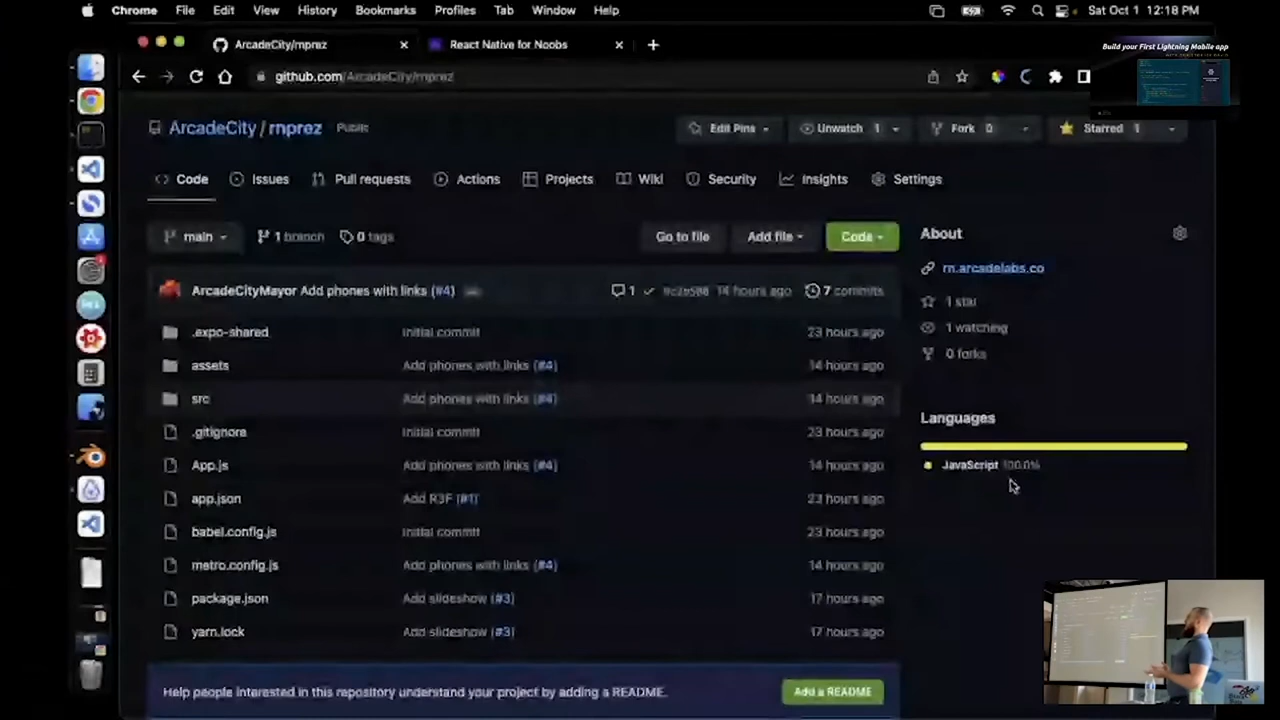 Chrome File Edit View History Bookmarks Profiles Tab Window Help Sat Oct 1 12:18 PM
ArcadeCity/rnprez React Native for Noobs
Build your First Lightning Mobile app
github.com/ArcadeCity/rnprez
ArcadeCity / rnprez Public Edit Pins Unwatch 1 Fork 0 Starred 1
Code Issues Pull requests Actions Projects Wiki Security Insights Settings
main 1 branch 0 tags Go to file Add file Code
About
rn.arcadelabs.co
1 star
1 watching
0 forks
Languages
JavaScript 100.0%
ArcadeCityMayor Add phones with links (#4) 1 14 hours ago 7 commits
.expo-shared Initial commit 23 hours ago
assets Add phones with links (#4) 14 hours ago
src Add phones with links (#4) 14 hours ago
.gitignore Initial commit 23 hours ago
App.js Add phones with links (#4) 14 hours ago
app.json Add R3F (#1) 23 hours ago
babel.config.js Initial commit 23 hours ago
metro.config.js Add phones with links (#4) 14 hours ago
package.json Add slideshow (#3) 17 hours ago
yarn.lock Add slideshow (#3) 17 hours ago
Help people interested in this repository understand your project by adding a README. Add a README